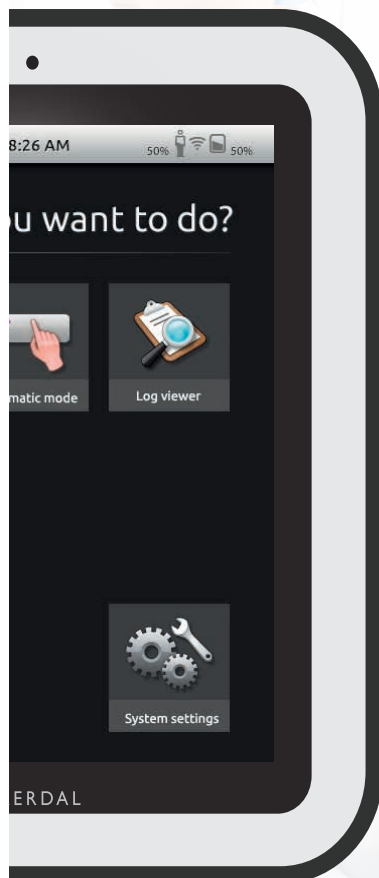 8:26 AM 50% 50%
u want to do?
matic mode Log viewer
System settings
ERDAL